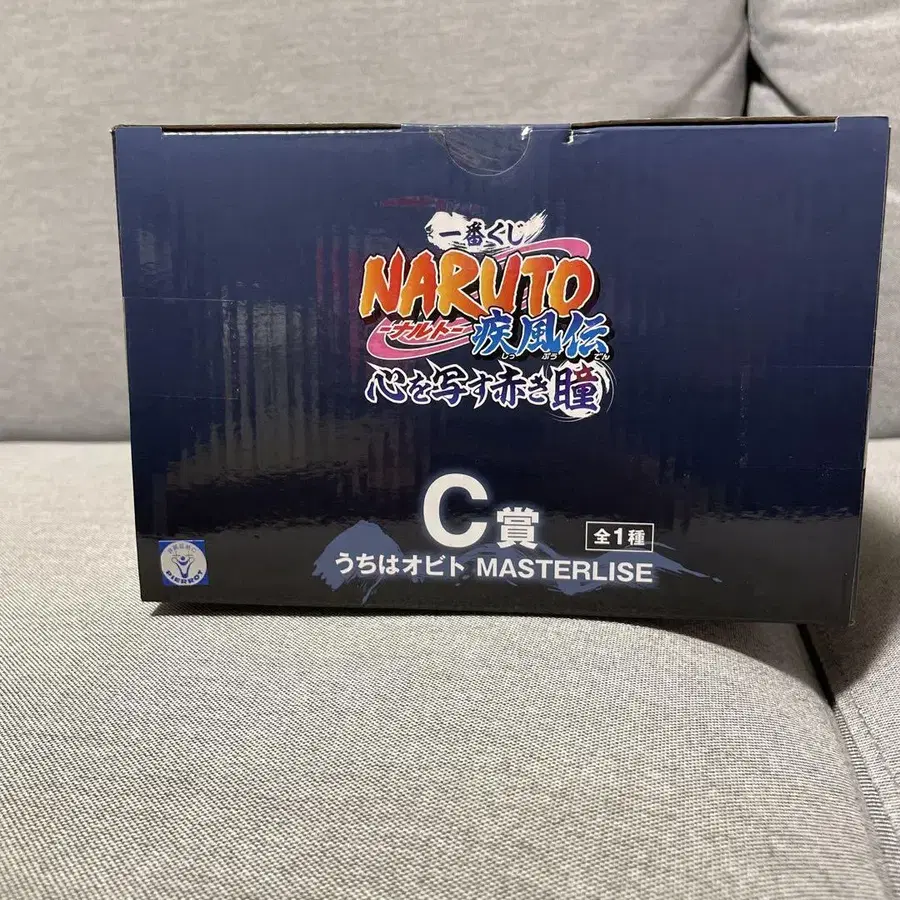 一番くじ
NARUTO
-ナルト-
疾風伝
しっぷうでん
心を写す赤き瞳
C賞
全1種
うちはオビト MASTERLISE
PIERROT